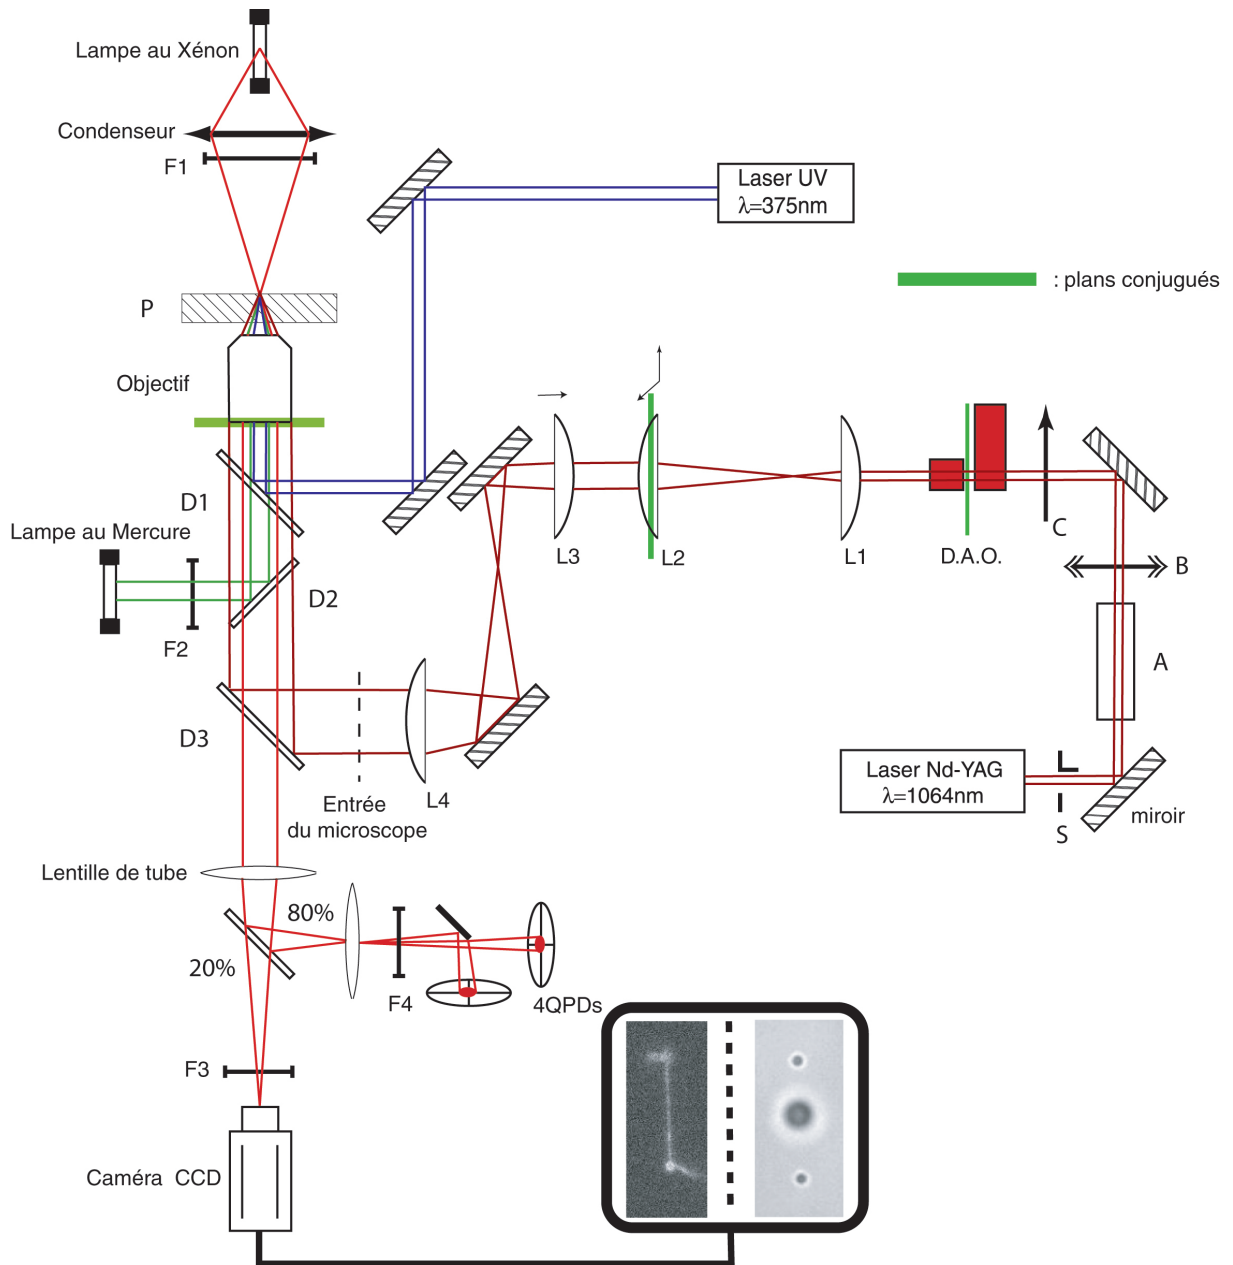 Lampe au Xénon
Condenseur
F1
Laser UV
λ=375nm
: plans conjugués
P
Objectif
D1
Lampe au Mercure
F2
D2
L3
L2
L1
D.A.O.
C
B
A
D3
Entrée
du microscope
L4
Laser Nd-YAG
λ=1064nm
S
miroir
Lentille de tube
80%
20%
F4
4QPDs
F3
Caméra CCD